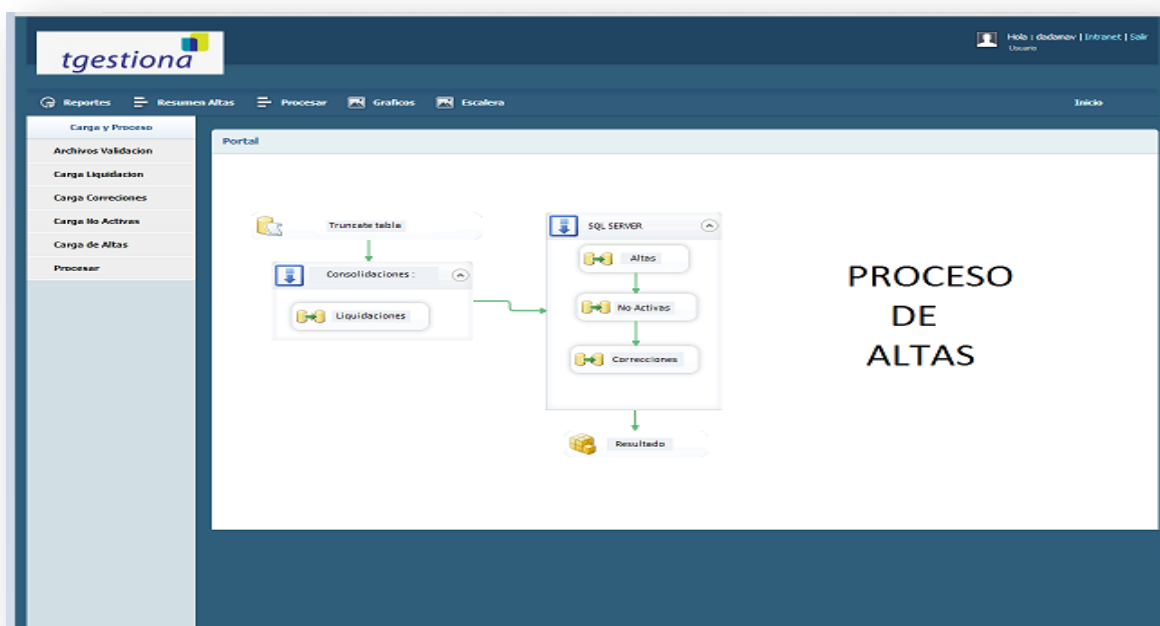 tgestiona
Hola : dadamav | Intranet | Salir
Usuario
Reportes
Resumen Altas
Procesar
Graficos
Escalera
Inicio
Carga y Proceso
Archivos Validacion
Carga Liquidacion
Carga Correciones
Carga No Activas
Carga de Altas
Procesar
Portal
Truncate tabla
Consolidaciones :
Liquidaciones
SQL SERVER
Altas
No Activas
Correcciones
Resultado
PROCESO
DE
ALTAS